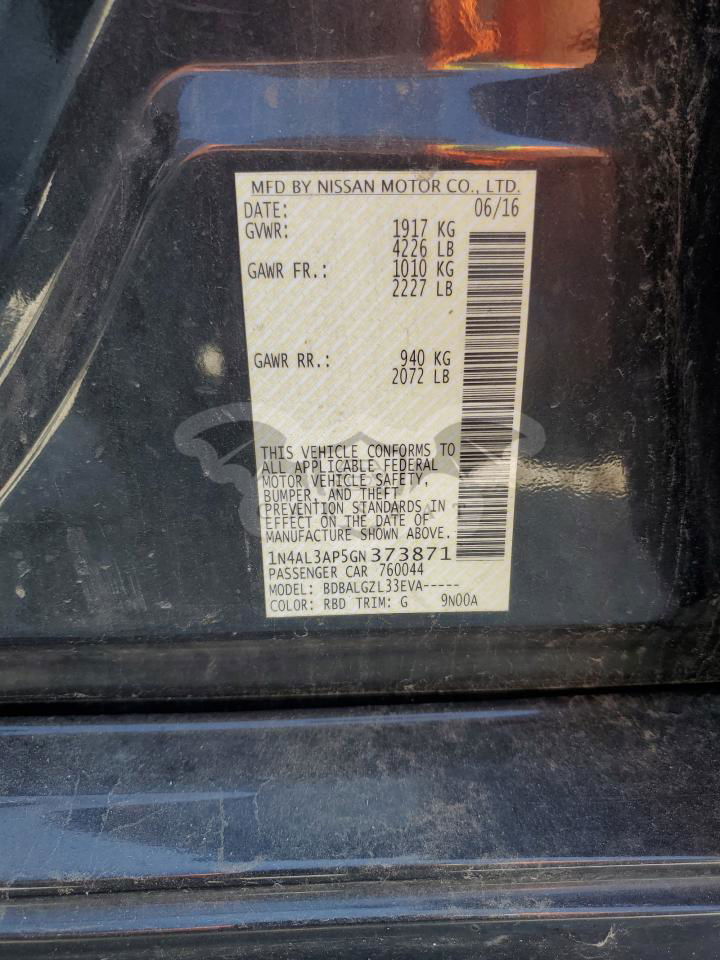 MFD BY NISSAN MOTOR CO., LTD.
DATE: 06/16
GVWR: 1917 KG
4226 LB
GAWR FR.: 1010 KG
2227 LB
GAWR RR.: 940 KG
2072 LB
THIS VEHICLE CONFORMS TO
ALL APPLICABLE FEDERAL
MOTOR VEHICLE SAFETY,
BUMPER, AND THEFT
PREVENTION STANDARDS IN
EFFECT ON THE DATE OF
MANUFACTURE SHOWN ABOVE.
1N4AL3AP5GN373871
PASSENGER CAR 760044
MODEL: BDBALGZL33EVA-----
COLOR: RBD TRIM: G 9N00A